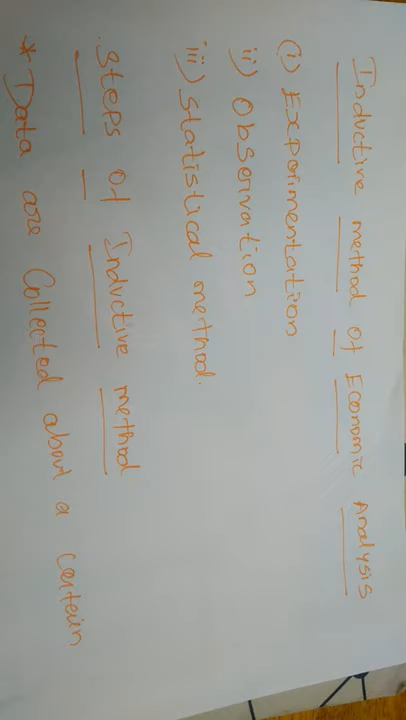 Inductive method of Economic Analysis
(i) Experimentation
ii) Observation
iii) Statistical method.
Steps of Inductive method
* Data are Collected about a certain